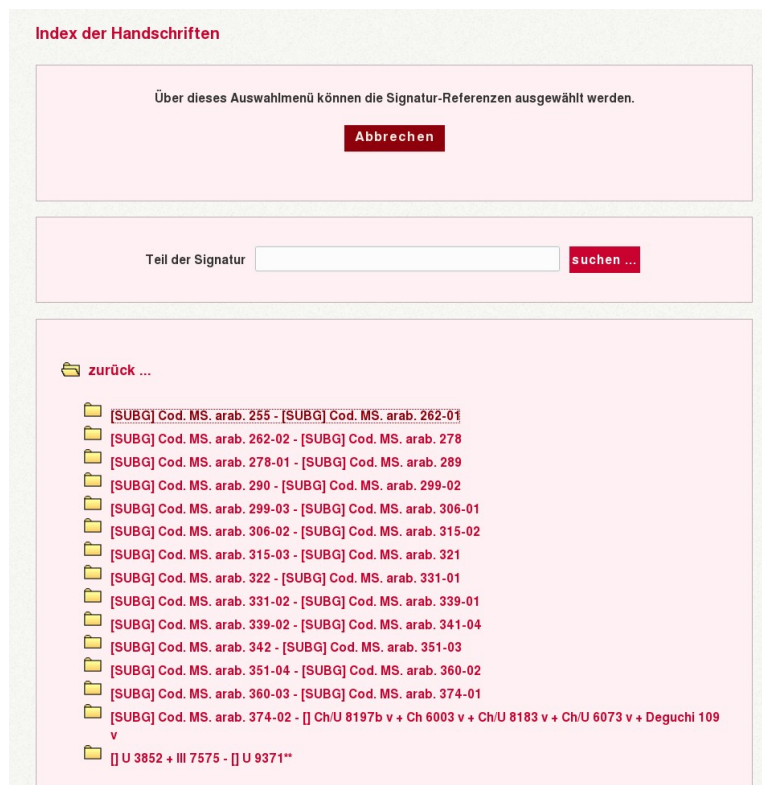 Index der Handschriften
Über dieses Auswahlmenü können die Signatur-Referenzen ausgewählt werden.
Abbrechen
Teil der Signatur
suchen ...
zurück ...
[SUBG] Cod. MS. arab. 255 - [SUBG] Cod. MS. arab. 262-01
[SUBG] Cod. MS. arab. 262-02 - [SUBG] Cod. MS. arab. 278
[SUBG] Cod. MS. arab. 278-01 - [SUBG] Cod. MS. arab. 289
[SUBG] Cod. MS. arab. 290 - [SUBG] Cod. MS. arab. 299-02
[SUBG] Cod. MS. arab. 299-03 - [SUBG] Cod. MS. arab. 306-01
[SUBG] Cod. MS. arab. 306-02 - [SUBG] Cod. MS. arab. 315-02
[SUBG] Cod. MS. arab. 315-03 - [SUBG] Cod. MS. arab. 321
[SUBG] Cod. MS. arab. 322 - [SUBG] Cod. MS. arab. 331-01
[SUBG] Cod. MS. arab. 331-02 - [SUBG] Cod. MS. arab. 339-01
[SUBG] Cod. MS. arab. 339-02 - [SUBG] Cod. MS. arab. 341-04
[SUBG] Cod. MS. arab. 342 - [SUBG] Cod. MS. arab. 351-03
[SUBG] Cod. MS. arab. 351-04 - [SUBG] Cod. MS. arab. 360-02
[SUBG] Cod. MS. arab. 360-03 - [SUBG] Cod. MS. arab. 374-01
[SUBG] Cod. MS. arab. 374-02 - [] Ch/U 8197b v + Ch 6003 v + Ch/U 8183 v + Ch/U 6073 v + Deguchi 109
v
[] U 3852 + III 7575 - [] U 9371**